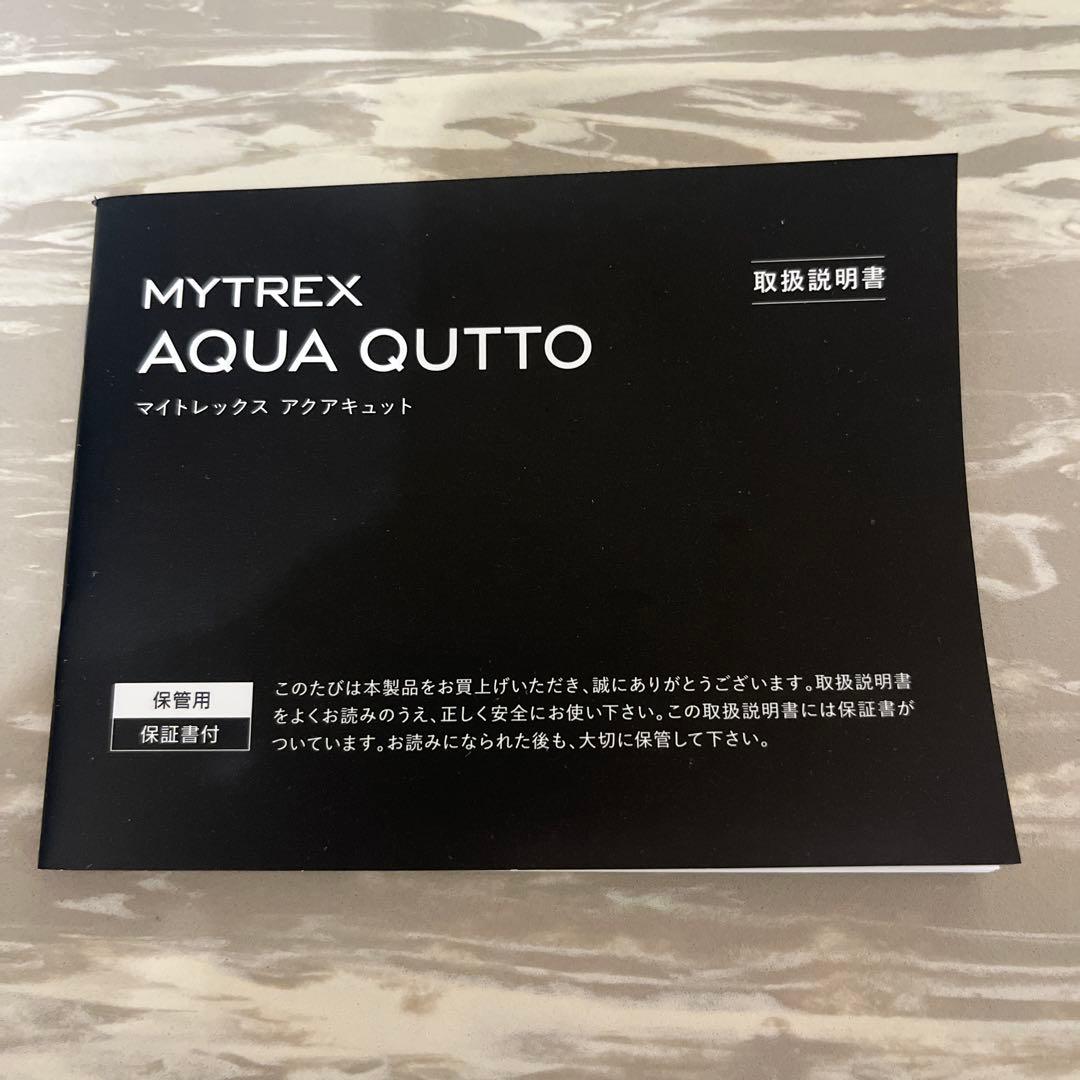 MYTREX
AQUA QUTTO
マイトレックス アクアキュット
取扱説明書
保管用
保証書付
このたびは本製品をお買上げいただき、誠にありがとうございます。取扱説明書
をよくお読みのうえ、正しく安全にお使い下さい。この取扱説明書には保証書が
ついています。お読みになられた後も、大切に保管して下さい。